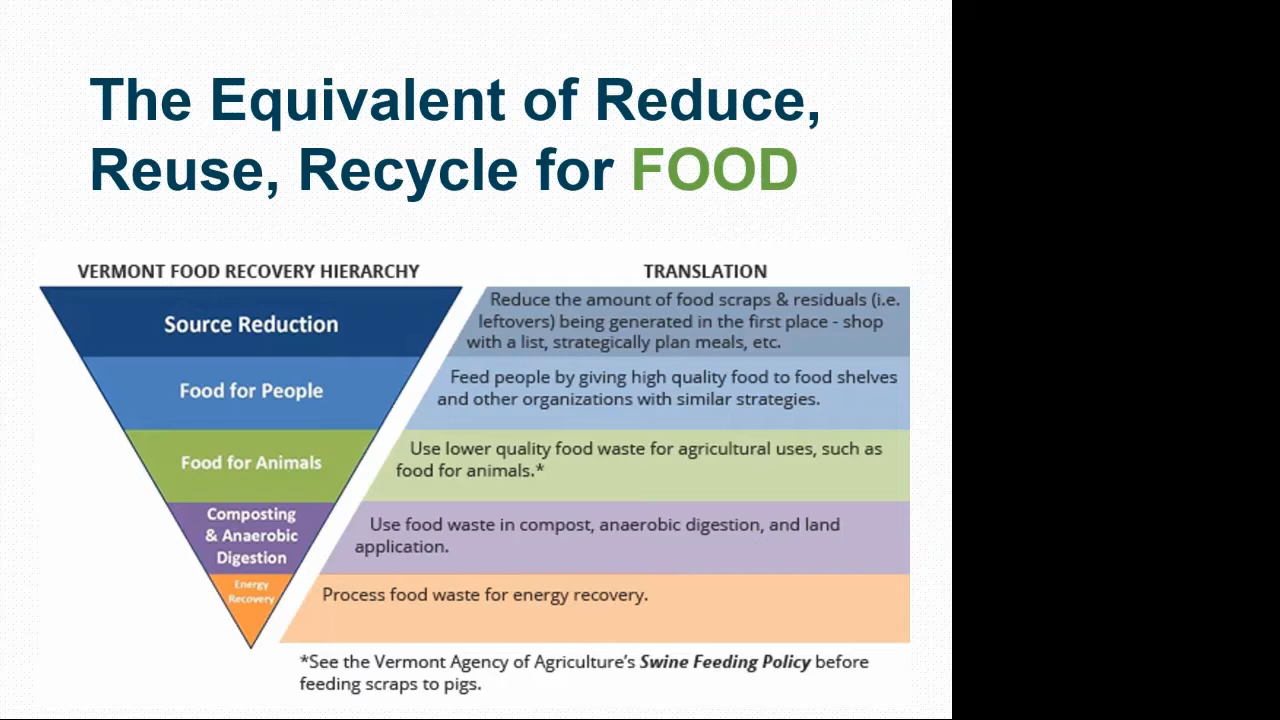 The Equivalent of Reduce,
Reuse, Recycle for FOOD
VERMONT FOOD RECOVERY HIERARCHY
TRANSLATION
Source Reduction
Reduce the amount of food scraps & residuals (i.e.
leftovers) being generated in the first place - shop
with a list, strategically plan meals, etc.
Food for People
Feed people by giving high quality food to food shelves
and other organizations with similar strategies.
Food for Animals
Use lower quality food waste for agricultural uses, such as
food for animals.*
Composting
& Anaerobic
Digestion
Use food waste in compost, anaerobic digestion, and land
application.
Energy
Recovery
Process food waste for energy recovery.
*See the Vermont Agency of Agriculture's Swine Feeding Policy before
feeding scraps to pigs.